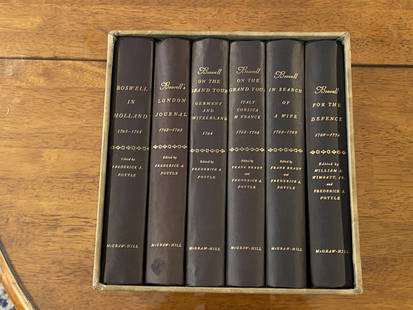 BOSWELL
IN
HOLLAND
1763-1764
Edited by
FREDERICK A.
POTTLE
McGRAW-HILL
Boswell's
LONDON
JOURNAL
1762-1763
Edited by
FREDERICK A.
POTTLE
McGRAW-HILL
Boswell
ON THE
GRAND TOUR
GERMANY AND
SWITZERLAND
1764
Edited by
FREDERICK A.
POTTLE
McGRAW-HILL
Boswell
ON THE
GRAND TOUR
ITALY
CORSICA
& FRANCE
1765-1766
Edited by
FRANK BRADY
and
FREDERICK A.
POTTLE
McGRAW-HILL
Boswell
IN SEARCH
OF
A WIFE
1766-1769
Edited by
FRANK BRADY
and
FREDERICK A.
POTTLE
McGRAW-HILL
Boswell
FOR THE
DEFENCE
1769-1774
Edited by
WILLIAM K.
WIMSATT, JR.
and
FREDERICK A.
POTTLE
McGRAW-HILL